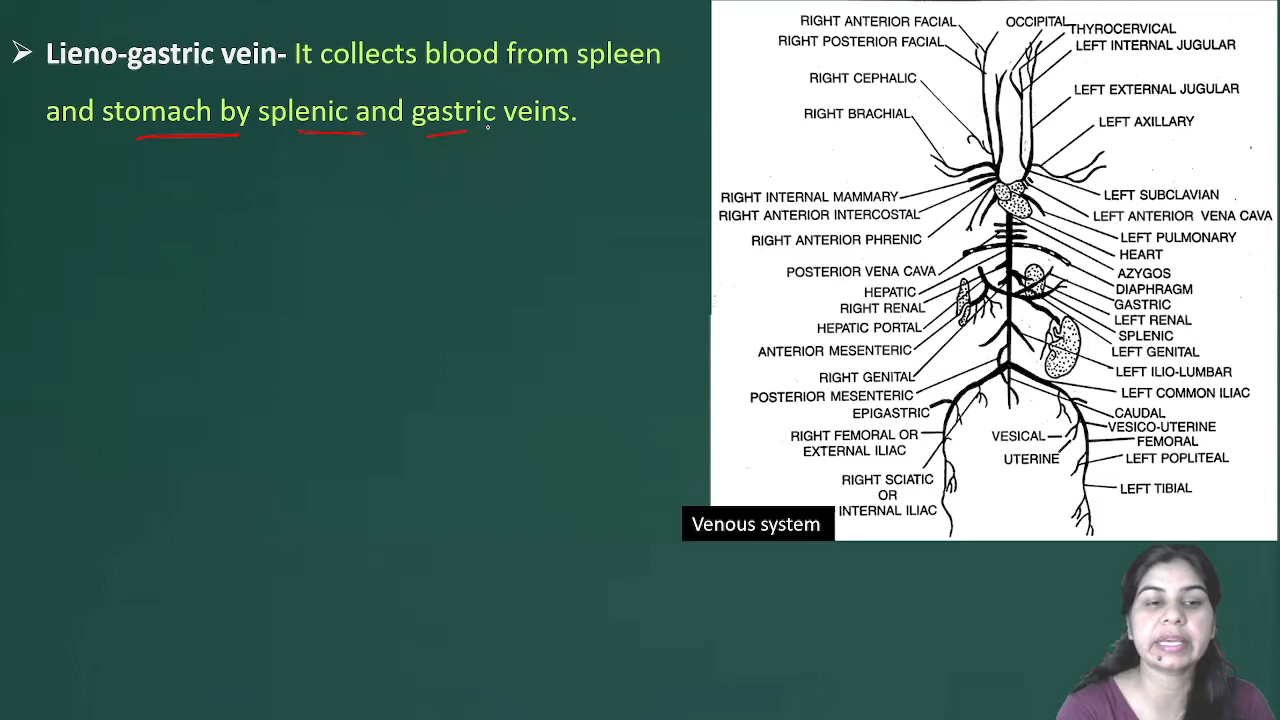 ➢ Lieno-gastric vein- It collects blood from spleen
and stomach by splenic and gastric veins.
RIGHT ANTERIOR FACIAL
RIGHT POSTERIOR FACIAL
RIGHT CEPHALIC
RIGHT BRACHIAL
RIGHT INTERNAL MAMMARY
RIGHT ANTERIOR INTERCOSTAL
RIGHT ANTERIOR PHRENIC
POSTERIOR VENA CAVA
HEPATIC
RIGHT RENAL
HEPATIC PORTAL
ANTERIOR MESENTERIC
RIGHT GENITAL
POSTERIOR MESENTERIC
EPIGASTRIC
RIGHT FEMORAL OR
EXTERNAL ILIAC
RIGHT SCIATIC
OR
INTERNAL ILIAC
OCCIPITAL
THYROCERVICAL
LEFT INTERNAL JUGULAR
LEFT EXTERNAL JUGULAR
LEFT AXILLARY
LEFT SUBCLAVIAN
LEFT ANTERIOR VENA CAVA
LEFT PULMONARY
HEART
AZYGOS
DIAPHRAGM
GASTRIC
LEFT RENAL
SPLENIC
LEFT GENITAL
LEFT ILIO-LUMBAR
LEFT COMMON ILIAC
CAUDAL
VESICO-UTERINE
FEMORAL
LEFT POPLITEAL
LEFT TIBIAL
VESICAL
UTERINE
Venous system